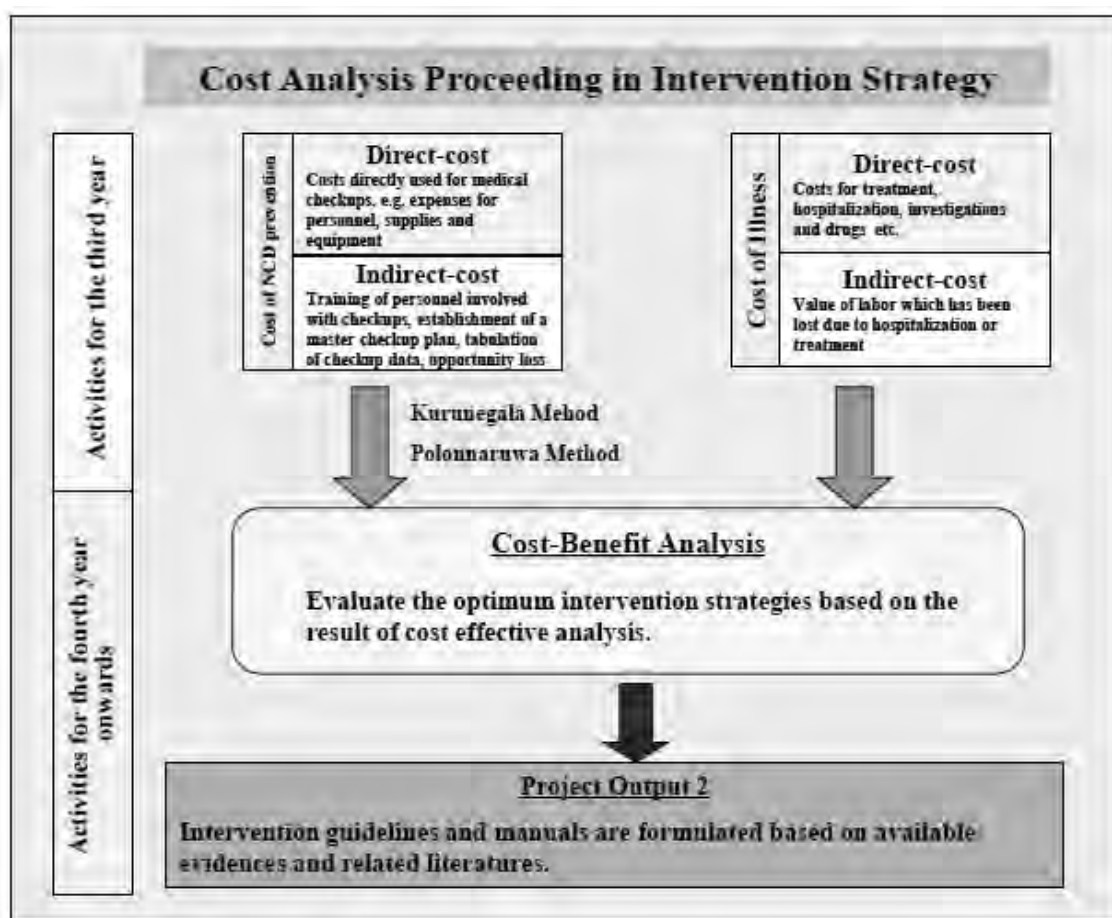 Cost Analysis Proceeding in Intervention Strategy
Activities for the third year
Cost of NCD prevention
Direct-cost
Costs directly used for medical
checkups, e.g. expenses for
personnel, supplies and
equipment
Indirect-cost
Training of personnel involved
with checkups, establishment of a
master checkup plan, tabulation
of checkup data, opportunity loss
Cost of Illness
Direct-cost
Costs for treatment,
hospitalization, investigations
and drugs etc.
Indirect-cost
Value of labor which has been
lost due to hospitalization or
treatment
Kurunegala Mehod
Polonnaruwa Method
Activities for the fourth year
onwards
Cost-Benefit Analysis
Evaluate the optimum intervention strategies based on the
result of cost effective analysis.
Project Output 2
Intervention guidelines and manuals are formulated based on available
evidences and related literatures.